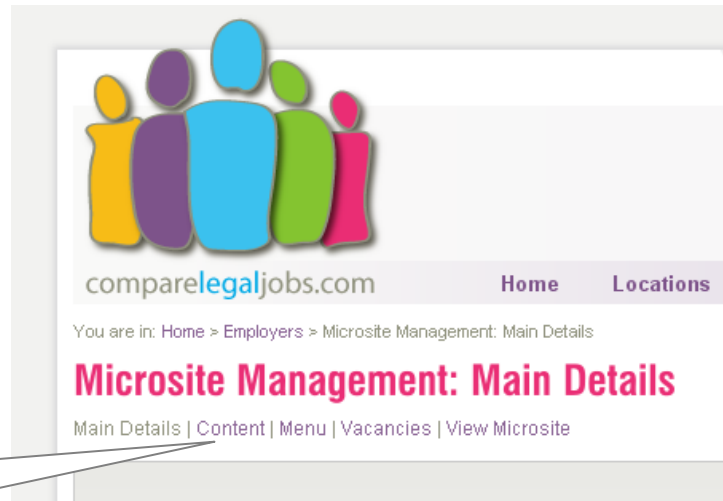 comparelegaljobs.com
Home Locations
You are in: Home > Employers > Microsite Management: Main Details
Microsite Management: Main Details
Main Details | Content | Menu | Vacancies | View Microsite